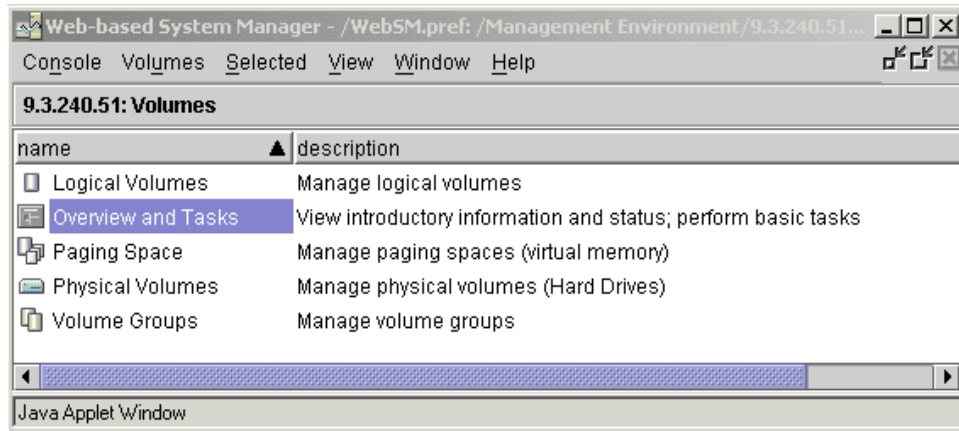 Web-based System Manager - /WebSM.pref: /Management Environment/9.3.240.51...
Console Volumes Selected View Window Help
9.3.240.51: Volumes
name description
Logical Volumes Manage logical volumes
Overview and Tasks View introductory information and status; perform basic tasks
Paging Space Manage paging spaces (virtual memory)
Physical Volumes Manage physical volumes (Hard Drives)
Volume Groups Manage volume groups
Java Applet Window